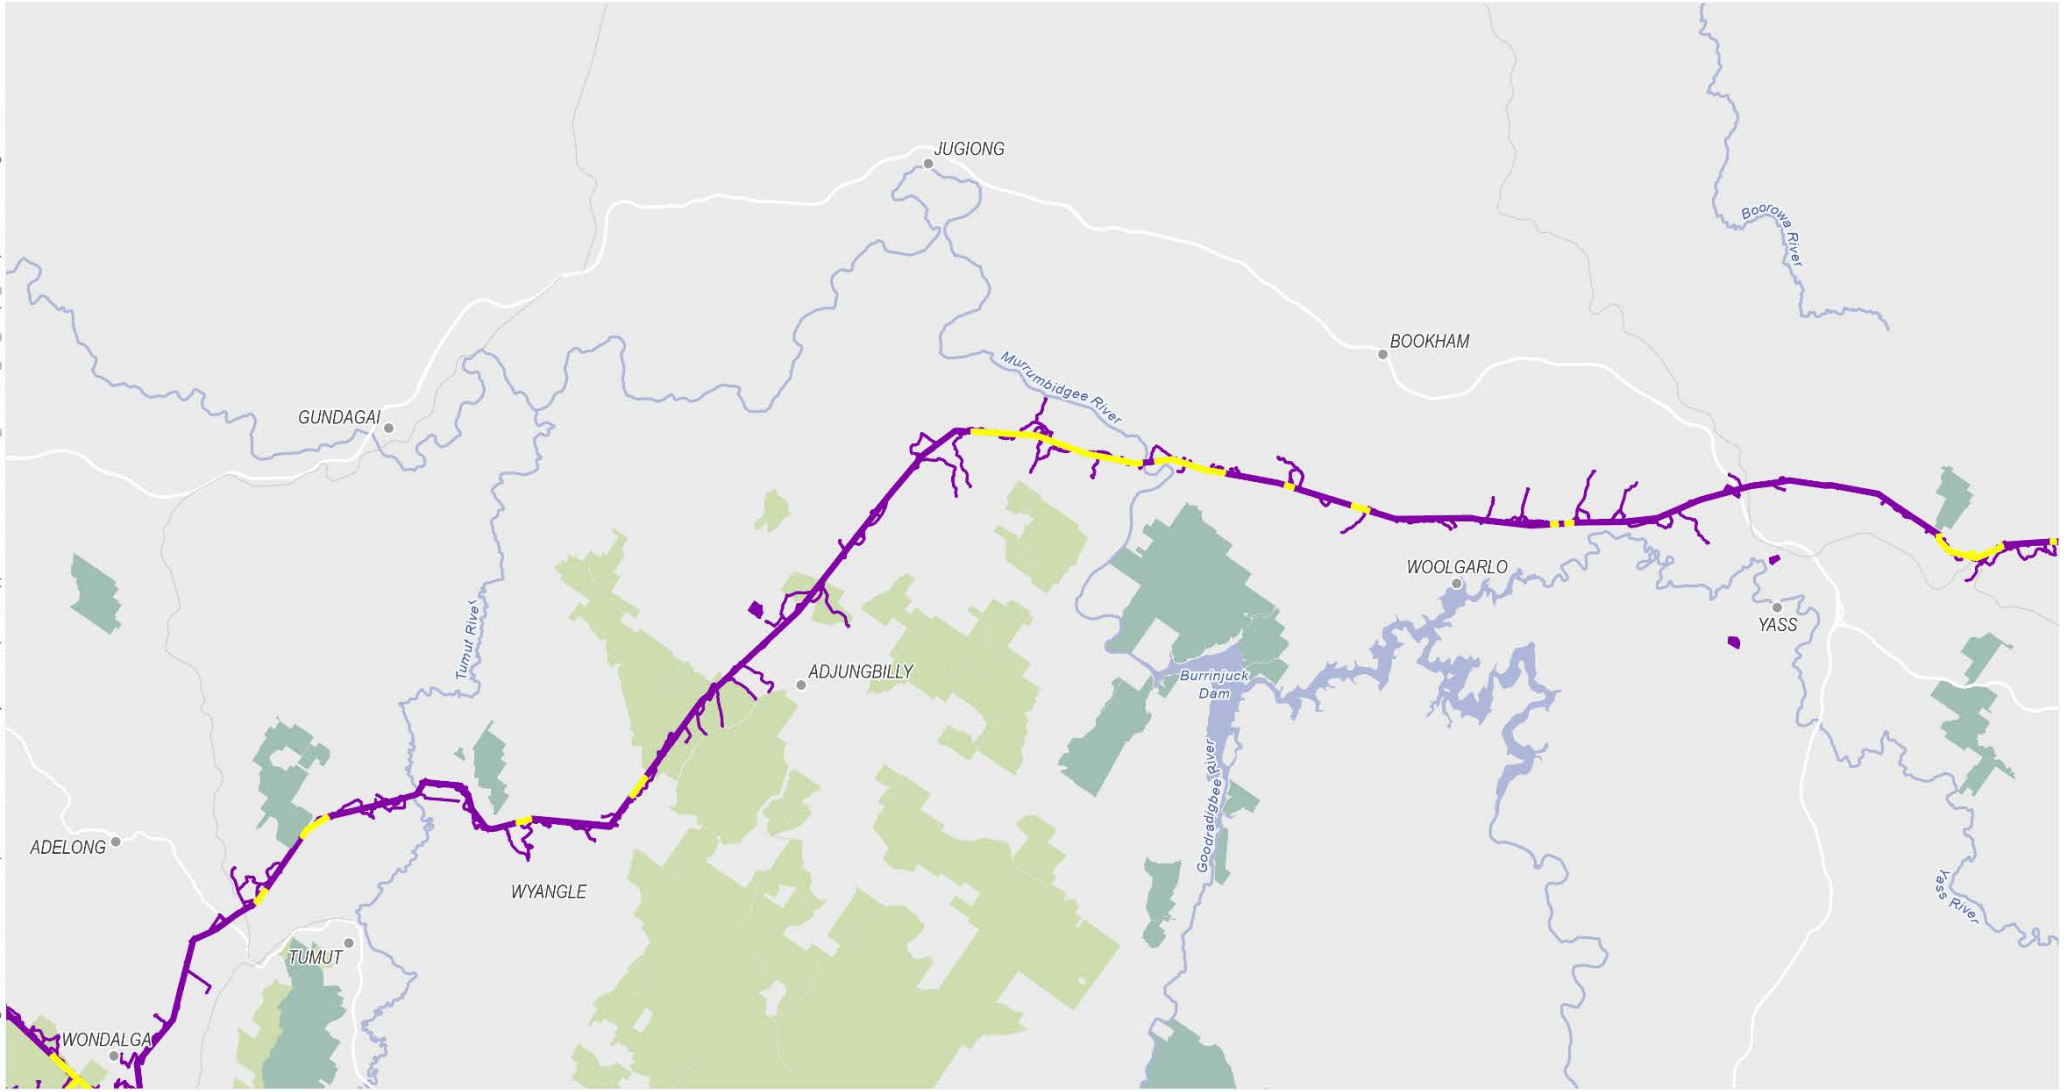 JUGIONG
Boorowa River
BOOKHAM
Murrumbidgee River
GUNDAGAI
WOOLGARLO
YASS
Tumut River
ADJUNGBILLY
Burrinjuck
Dam
Goodradigbee River
ADELONG
WYANGLE
Yass River
TUMUT
WONDALGA